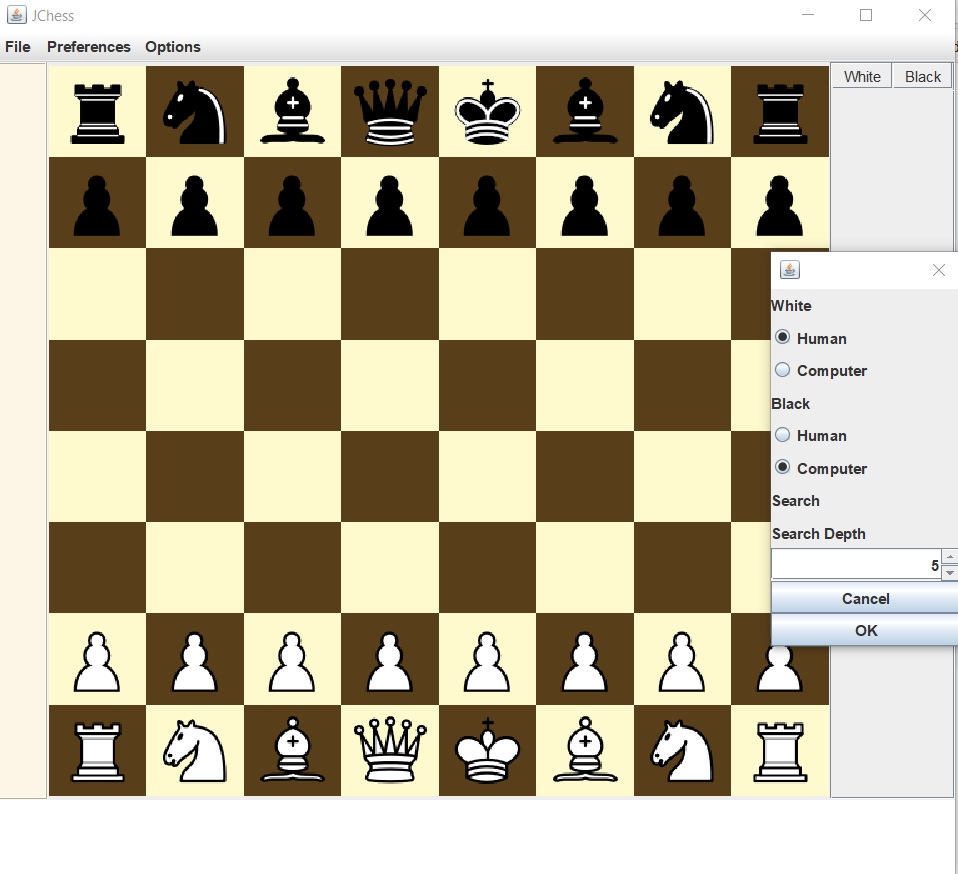 JChess
File Preferences Options
White Black
White
Human
Computer
Black
Human
Computer
Search
Search Depth
5
Cancel
OK